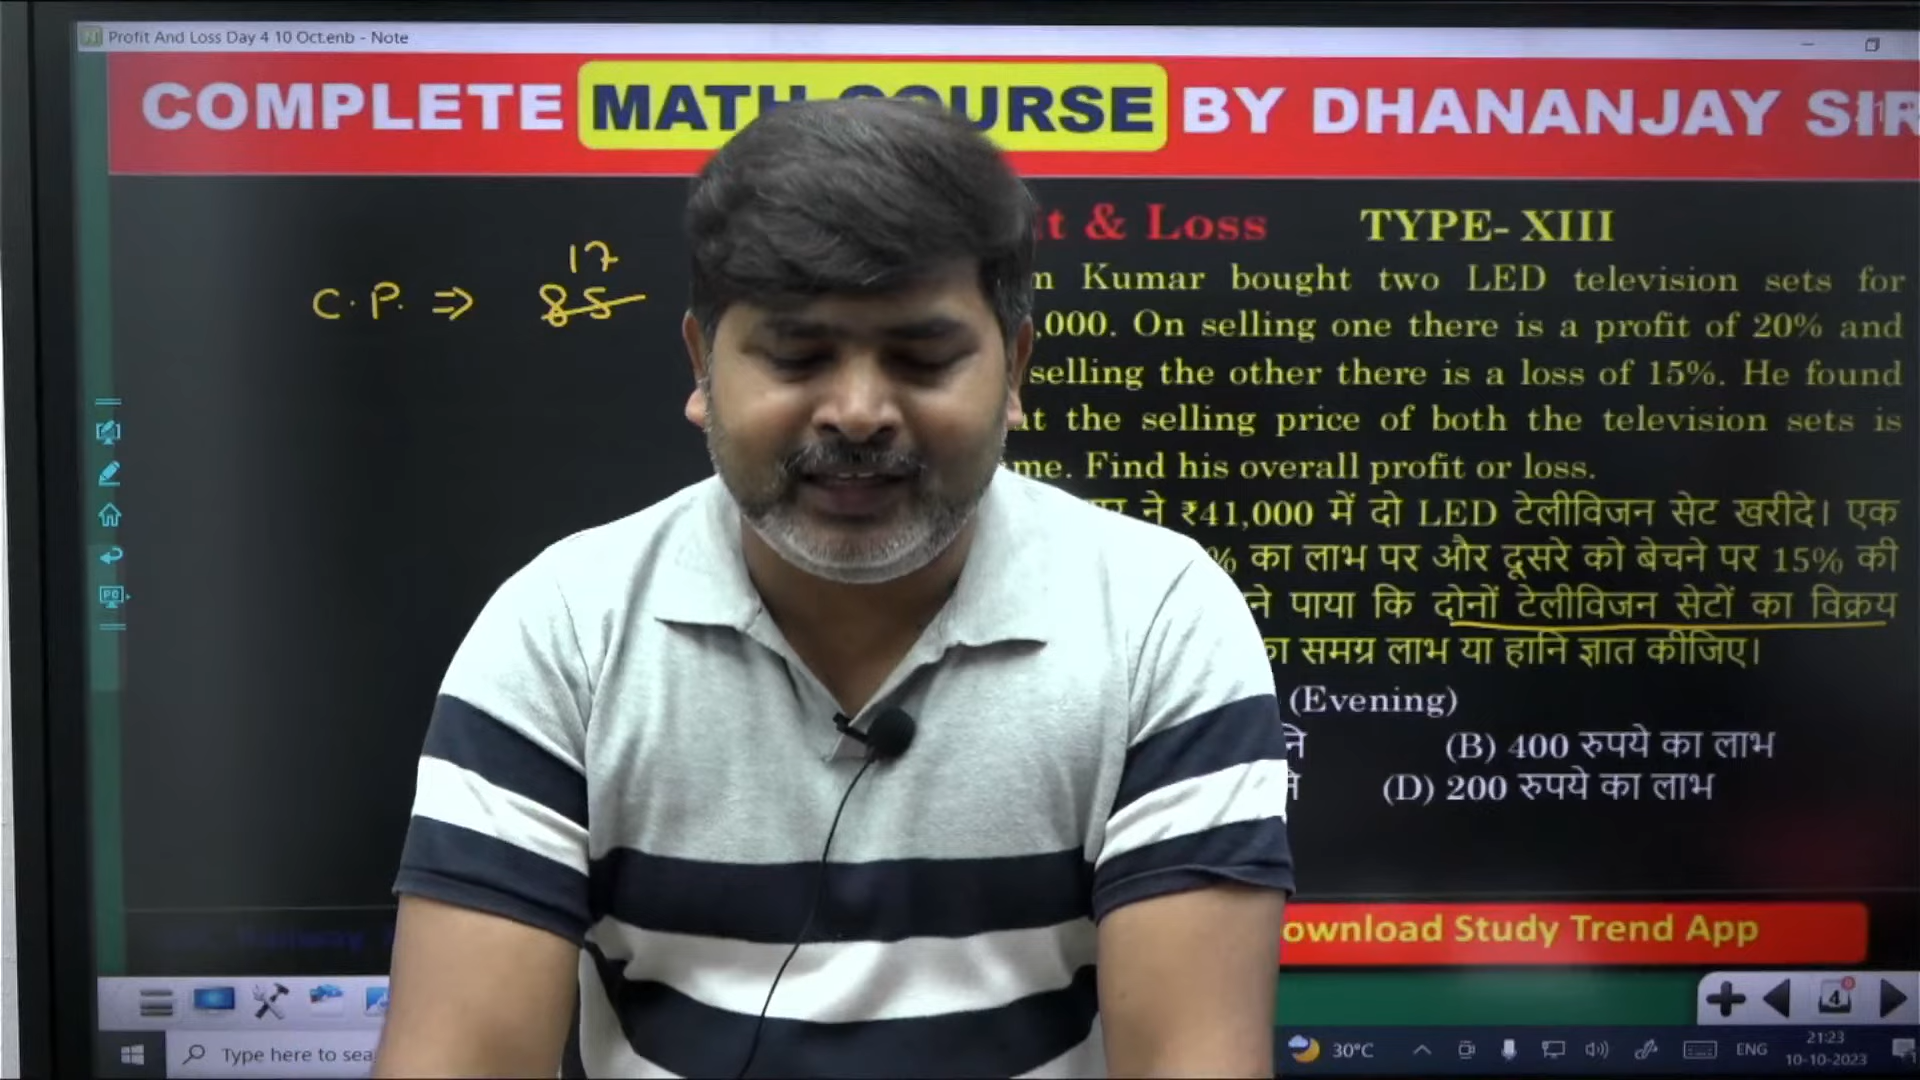 Profit And Loss Day 4 10 Oct.enb - Note
COMPLETE MATH COURSE BY DHANANJAY SIR
& Loss TYPE- XIII
17
C.P. ⇒ 85
Kumar bought two LED television sets for
,000. On selling one there is a profit of 20% and
selling the other there is a loss of 15%. He found
the selling price of both the television sets is
Find his overall profit or loss.
ने ₹41,000 में दो LED टेलीविजन सेट खरीदे। एक
% का लाभ पर और दूसरे को बेचने पर 15% की
ने पाया कि दोनों टेलीविजन सेटों का विक्रय
का समग्र लाभ या हानि ज्ञात कीजिए।
(Evening)
(B) 400 रुपये का लाभ
(D) 200 रुपये का लाभ
ownload Study Trend App
4
Type here to sea
30°C ENG 21:23
10-10-2023